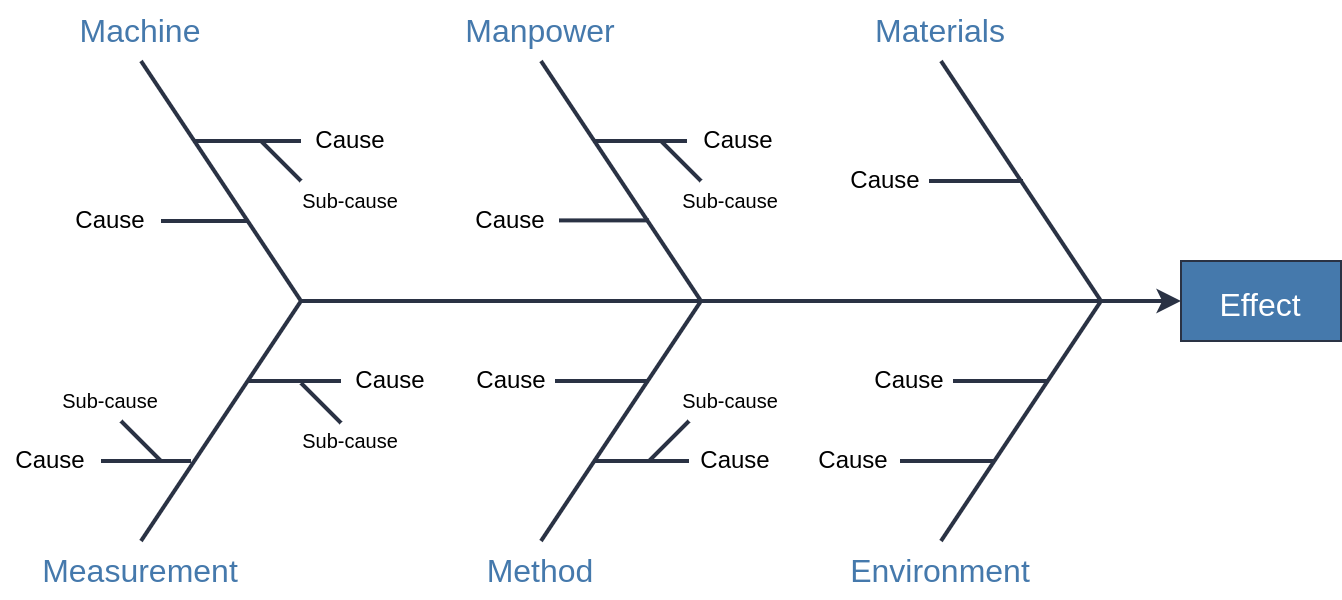 Machine
Manpower
Materials
Cause
Cause
Cause
Sub-cause
Sub-cause
Cause
Cause
Effect
Cause
Cause
Cause
Sub-cause
Sub-cause
Sub-cause
Cause
Cause
Cause
Measurement
Method
Environment